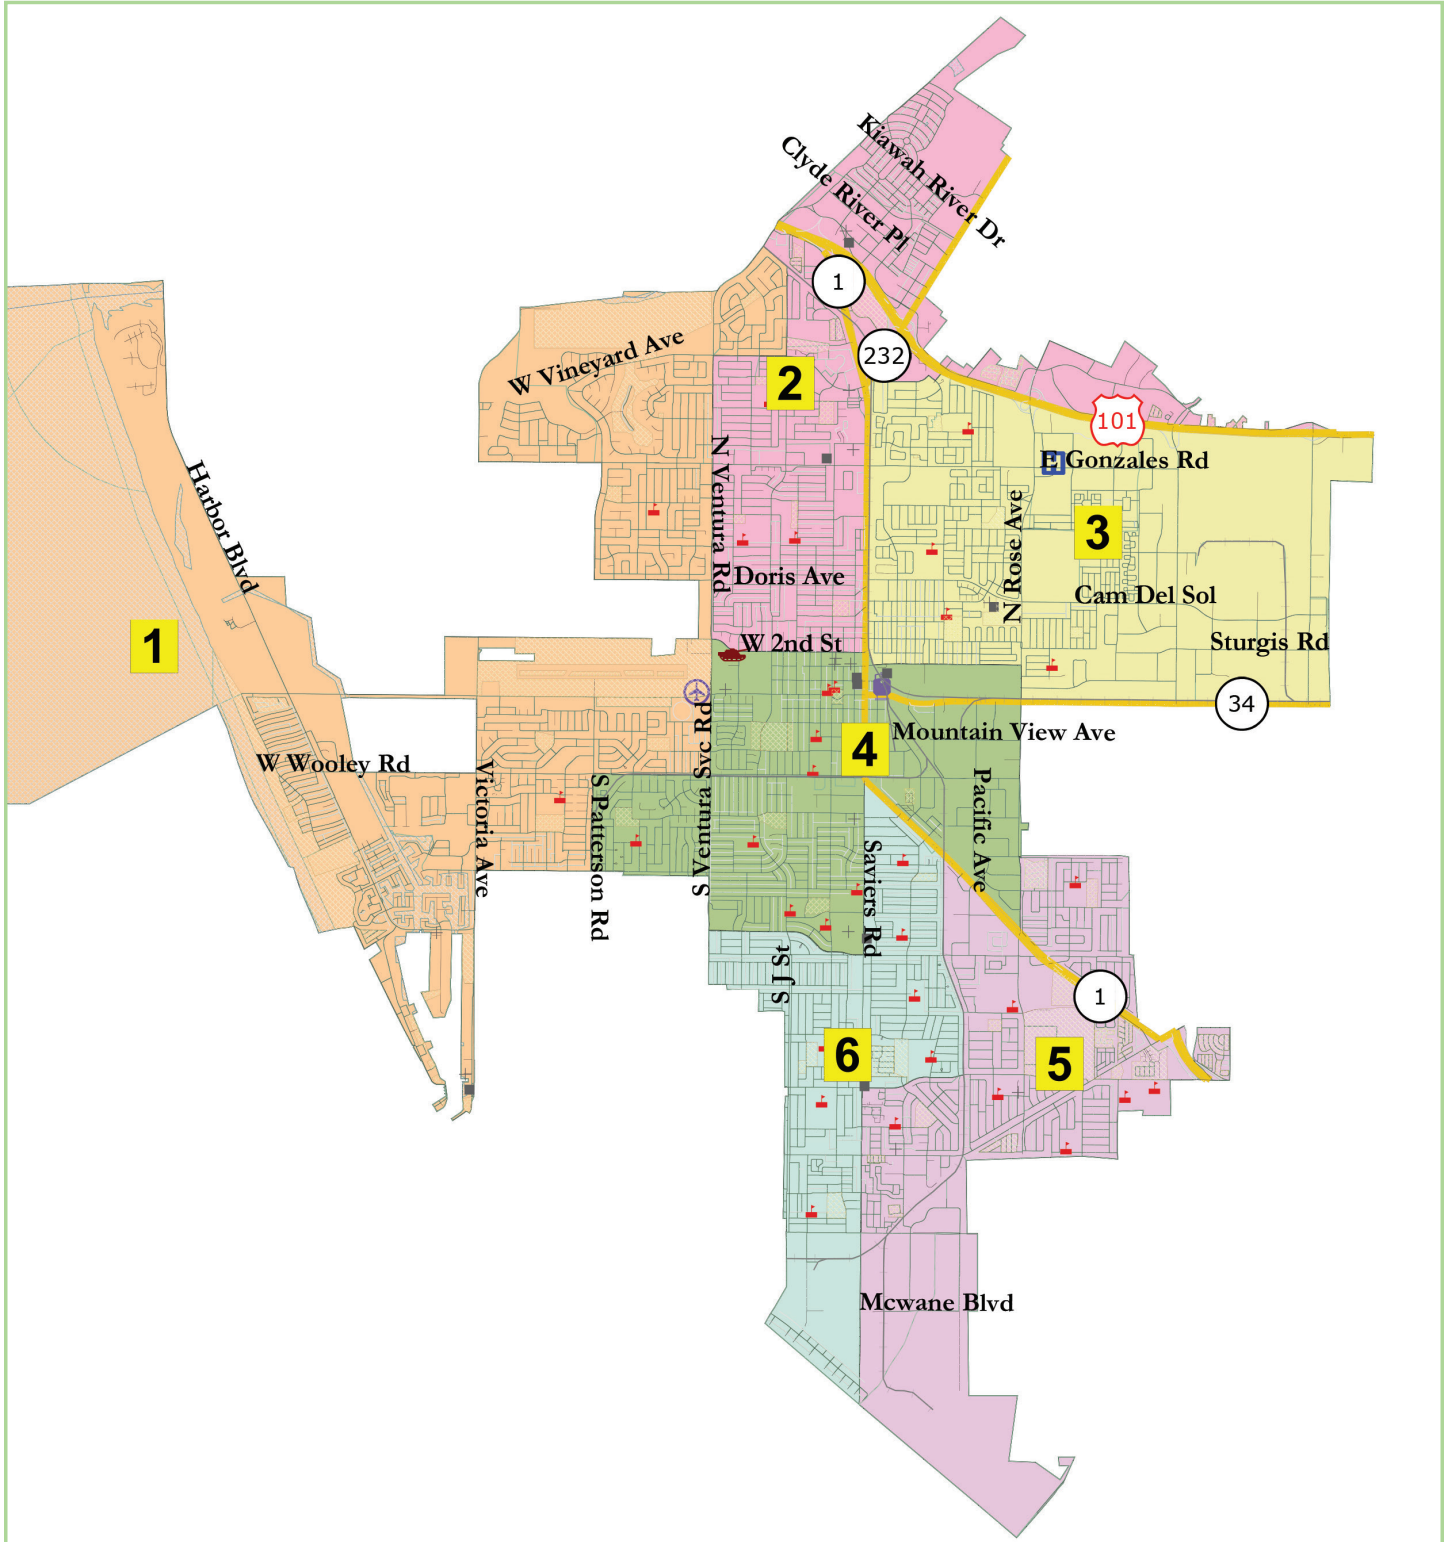 Kiawah River Dr
Clyde River Pl
1
232
W Vineyard Ave
2
101
E Gonzales Rd
N Ventura Rd
Harbor Blvd
N Rose Ave
3
Doris Ave
Cam Del Sol
1
W 2nd St
Sturgis Rd
34
Mountain View Ave
4
S Ventura Svc Rd
W Wooley Rd
Victoria Ave
S Patterson Rd
Pacific Ave
Saviers Rd
S J St
1
6
5
Mcwane Blvd